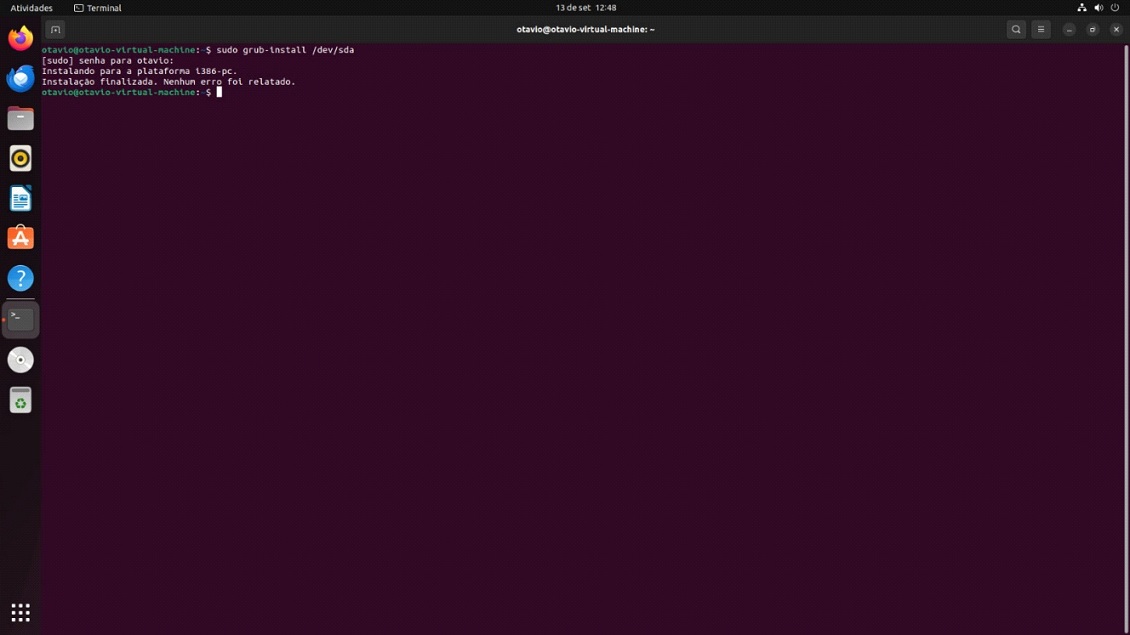 Atividades Terminal 13 de set 12:48
otavio@otavio-virtual-machine: ~
otavio@otavio-virtual-machine:~$ sudo grub-install /dev/sda
[sudo] senha para otavio:
Instalando para a plataforma i386-pc.
Instalação finalizada. Nenhum erro foi relatado.
otavio@otavio-virtual-machine:~$